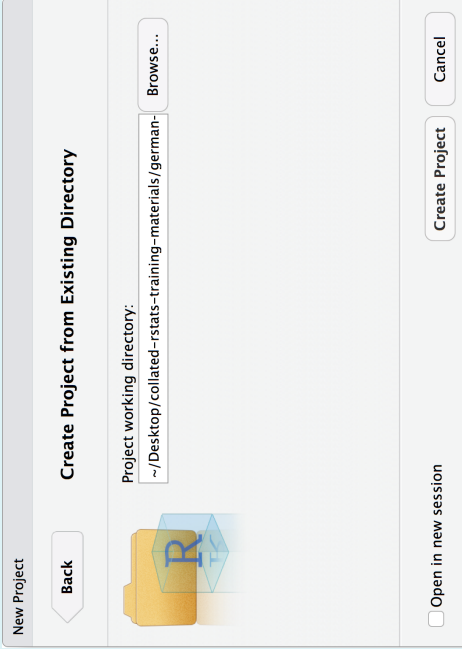 New Project
Back
Create Project from Existing Directory
R
Project working directory:
~/Desktop/collated-rstats-training-materials/german-
Browse...
Open in new session
Create Project
Cancel